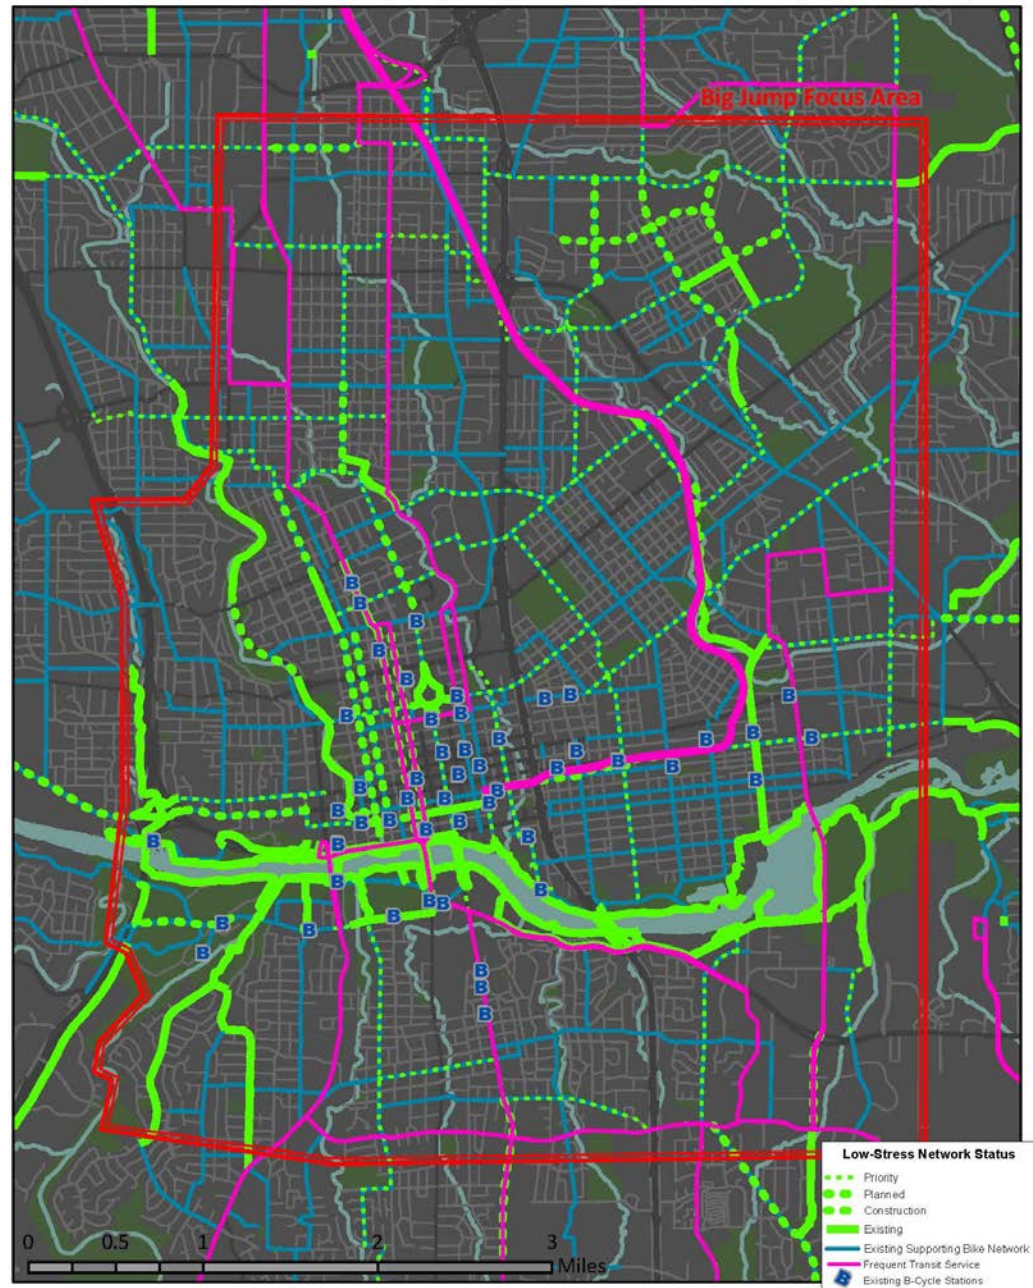 Big Jump Focus Area
Low-Stress Network Status
Priority
Planned
Construction
Existing
Existing Supporting Bike Network
Frequent Transit Service
B Existing B-Cycle Stations
0 0.5 1 2 3 Miles